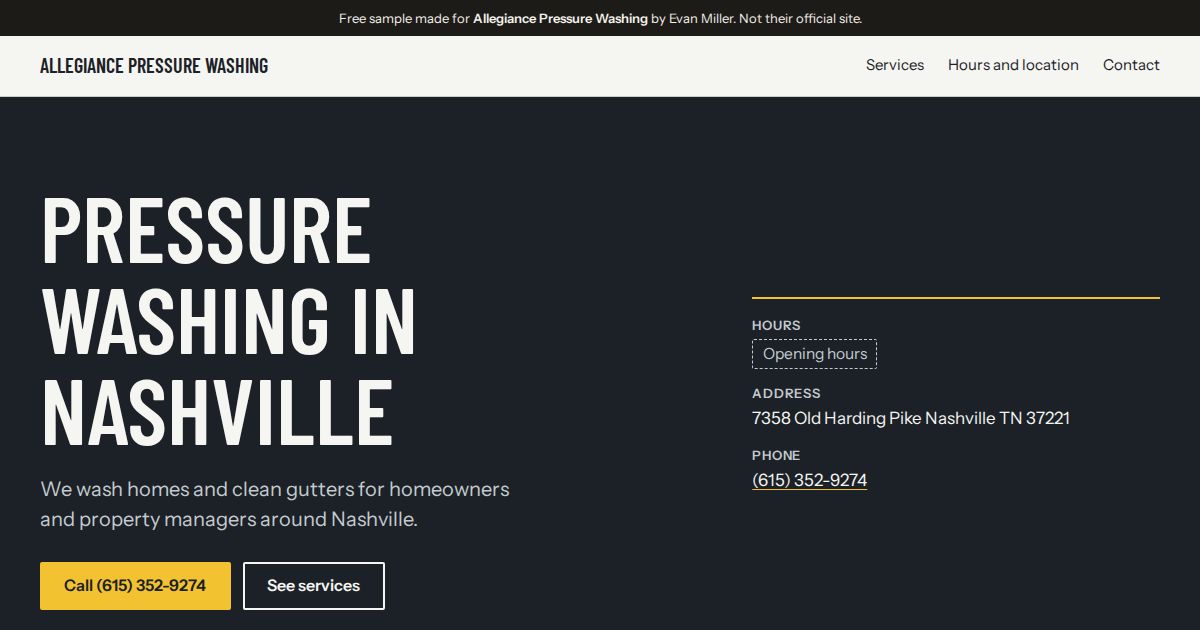 Free sample made for Allegiance Pressure Washing by Evan Miller. Not their official site.
ALLEGIANCE PRESSURE WASHING
Services
Hours and location
Contact
PRESSURE
WASHING IN
NASHVILLE
We wash homes and clean gutters for homeowners
and property managers around Nashville.
Call (615) 352-9274
See services
HOURS
Opening hours
ADDRESS
7358 Old Harding Pike Nashville TN 37221
PHONE
(615) 352-9274